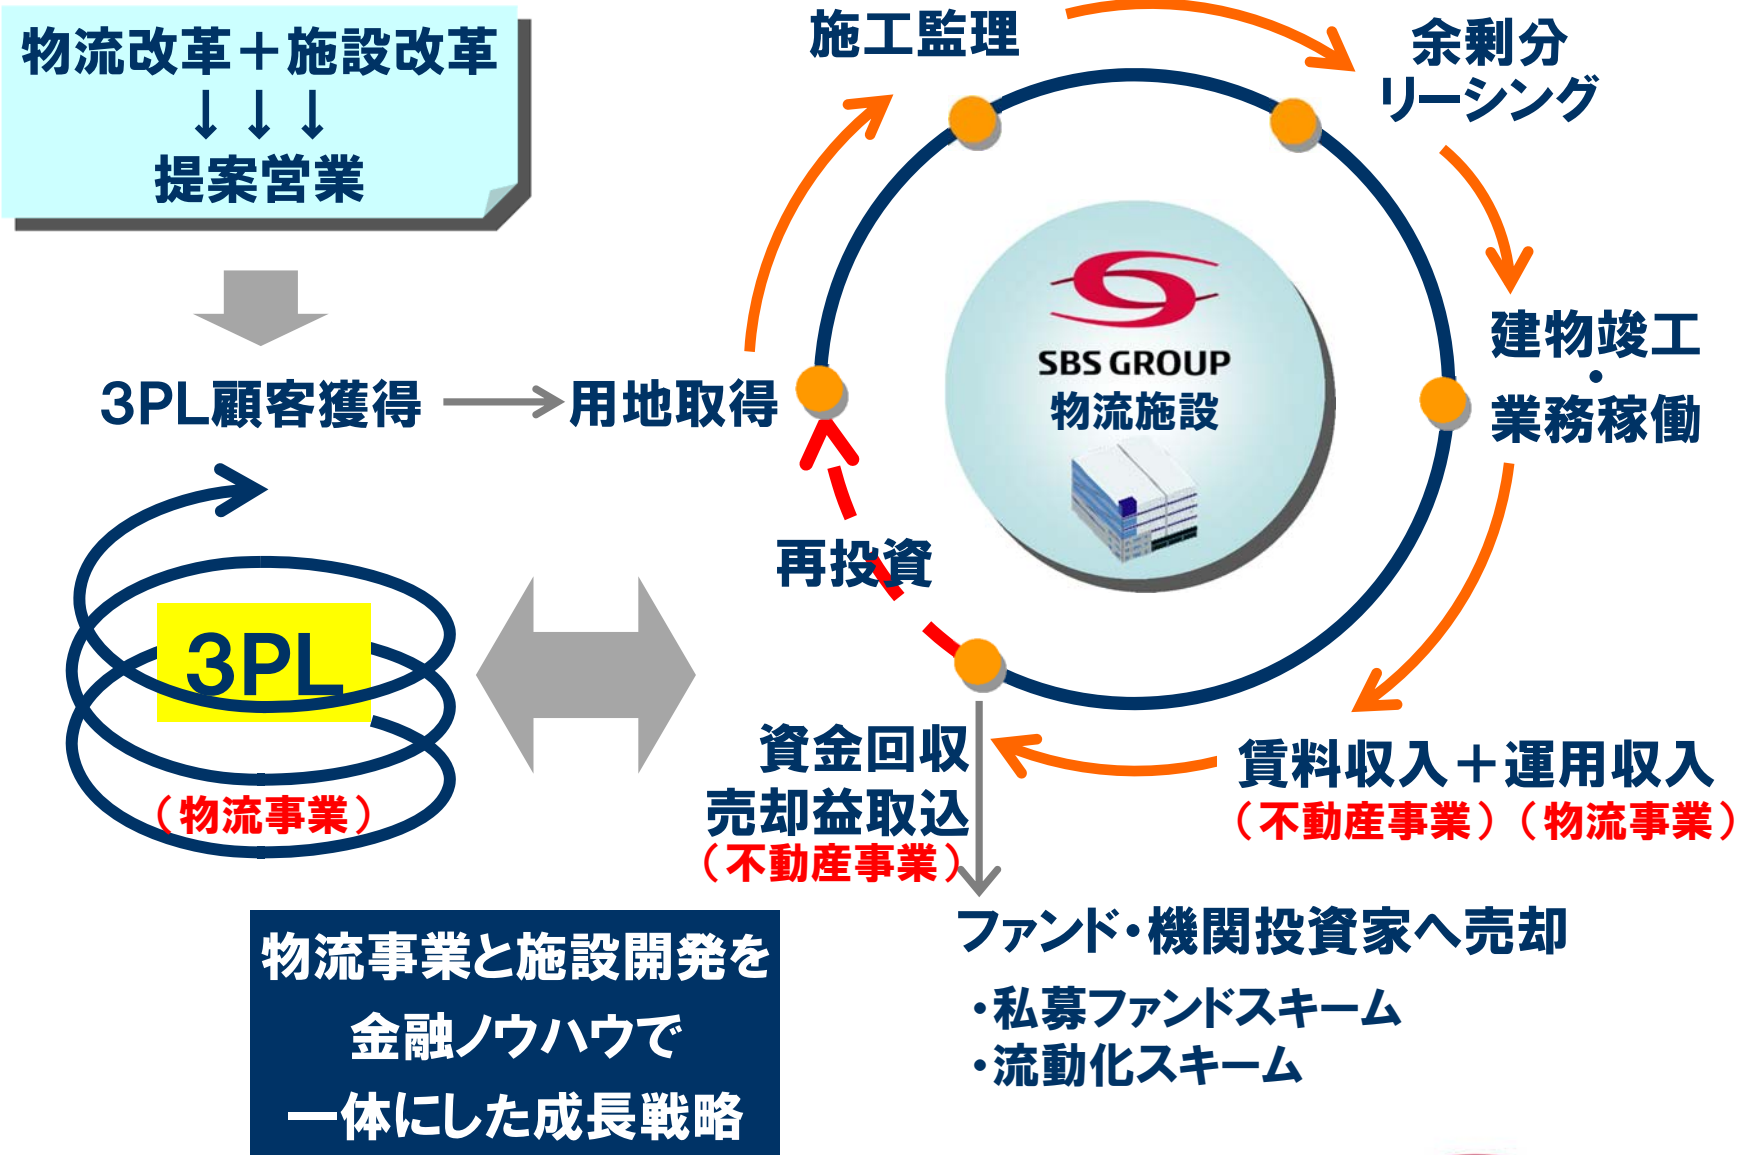 物流改革＋施設改革
↓↓↓
提案営業
3PL顧客獲得
用地取得
施工監理
余剰分
リーシング
建物竣工
・
業務稼働
SBS GROUP
物流施設
再投資
3PL
（物流事業）
資金回収
売却益取込
（不動産事業）
賃料収入＋運用収入
（不動産事業）（物流事業）
ファンド・機関投資家へ売却
・私募ファンドスキーム
・流動化スキーム
物流事業と施設開発を
金融ノウハウで
一体にした成長戦略